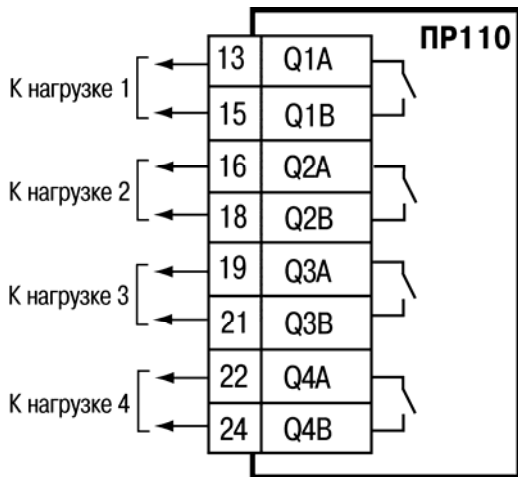 ПР110
К нагрузке 1
13 Q1A
15 Q1B
К нагрузке 2
16 Q2A
18 Q2B
К нагрузке 3
19 Q3A
21 Q3B
К нагрузке 4
22 Q4A
24 Q4B